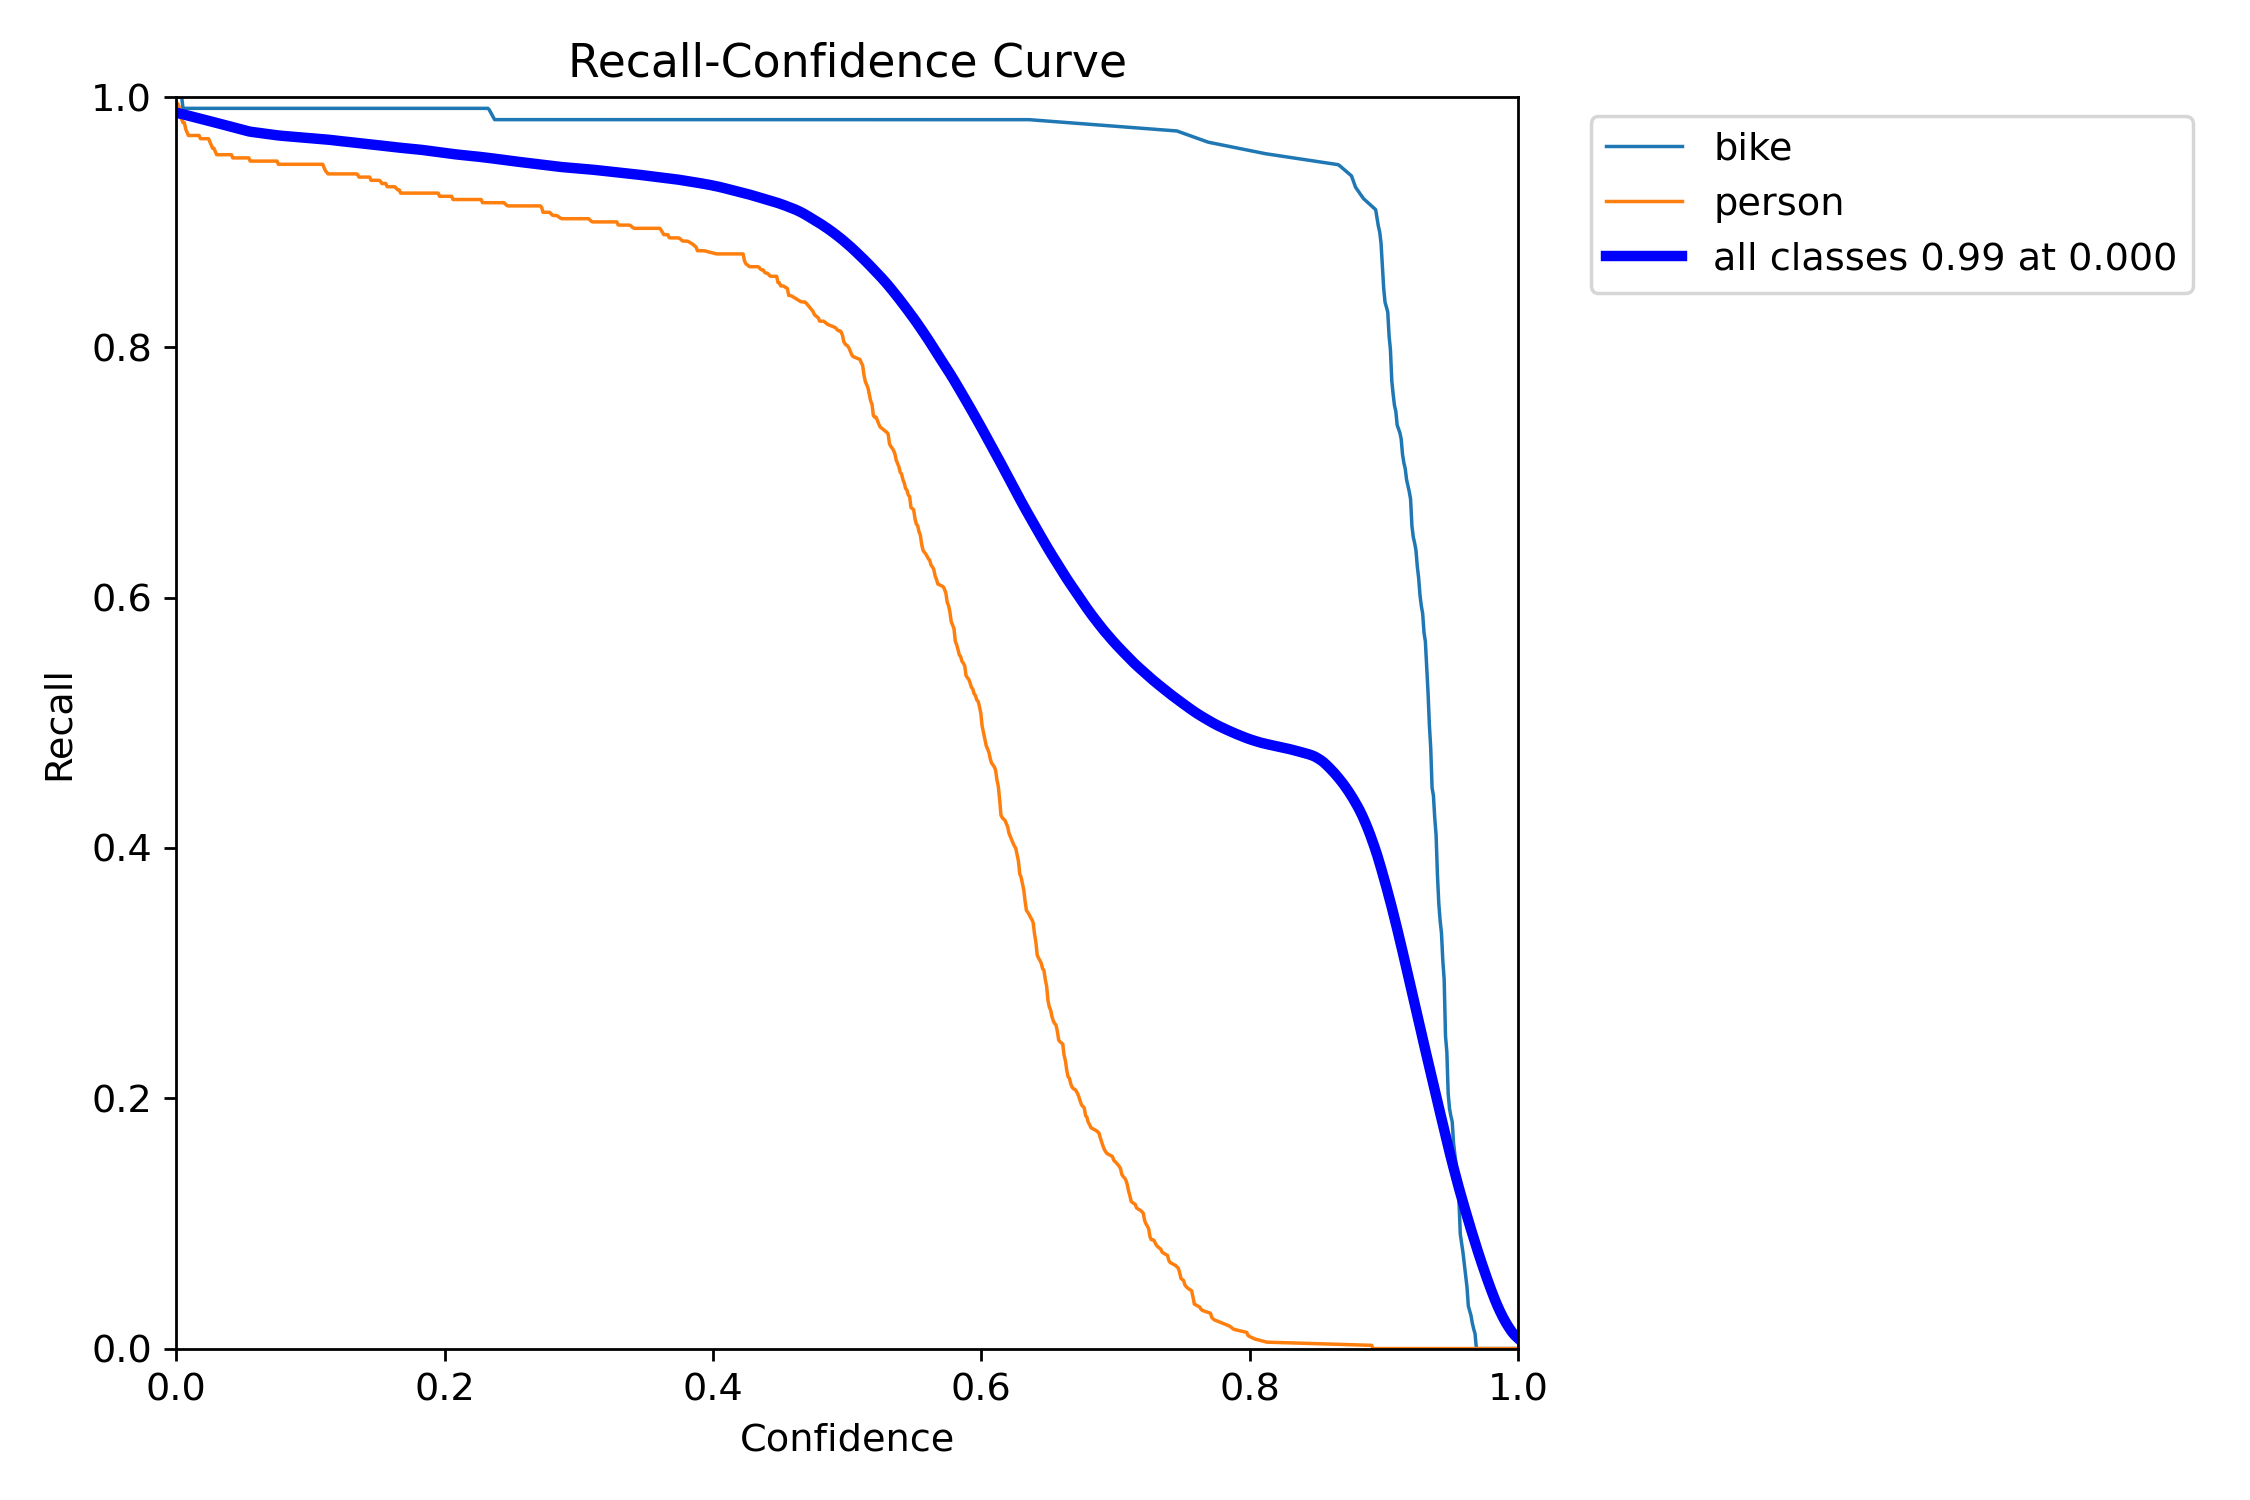 Recall-Confidence Curve
1.0
0.8
0.6
0.4
0.2
0.0
Recall
0.0 0.2 0.4 0.6 0.8 1.0
Confidence
bike
person
all classes 0.99 at 0.000